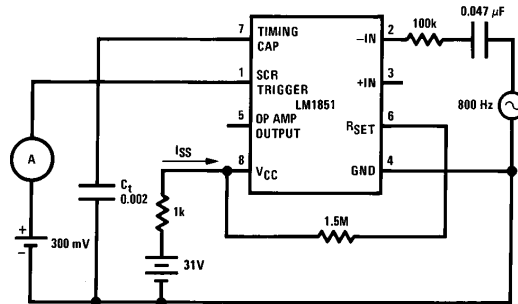 7
TIMING
CAP
1
SCR
TRIGGER
LM1851
5
OP AMP
OUTPUT
8
VCC
−IN
2
+IN
3
RSET
6
GND
4
100k
0.047 μF
800 Hz
A
+
−
300 mV
Ct
0.002
ISS
1k
31V
1.5M